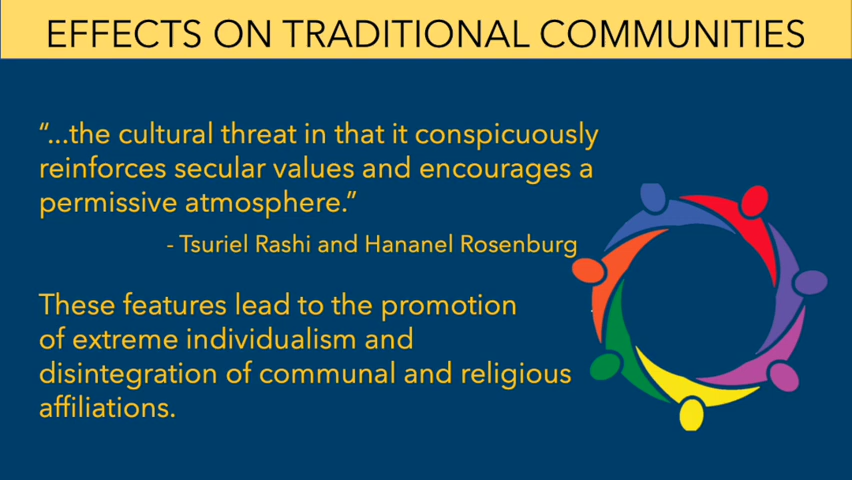 EFFECTS ON TRADITIONAL COMMUNITIES
“...the cultural threat in that it conspicuously
reinforces secular values and encourages a
permissive atmosphere.”
- Tsuriel Rashi and Hananel Rosenburg
These features lead to the promotion
of extreme individualism and
disintegration of communal and religious
affiliations.